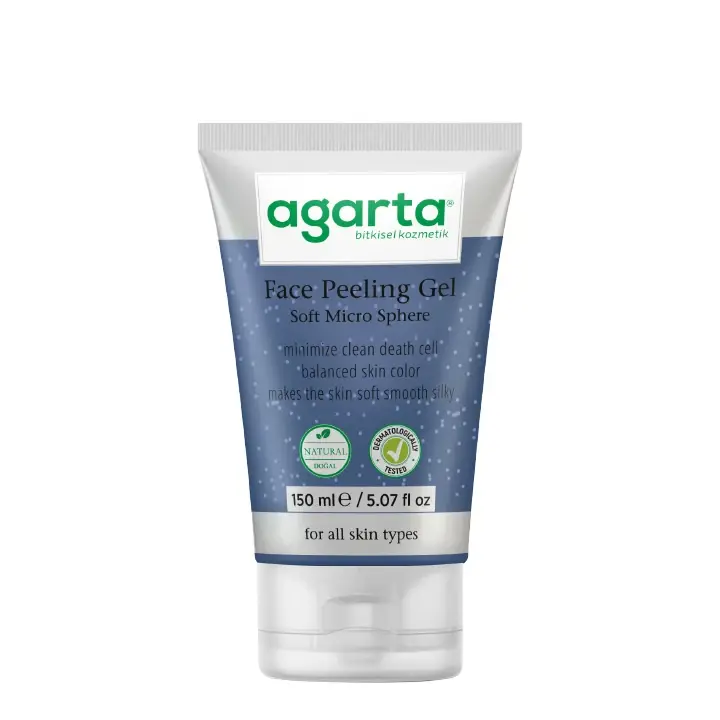 agarta®
bitkisel kozmetik
Face Peeling Gel
Soft Micro Sphere
minimize clean death cell
balanced skin color
makes the skin soft smooth silky
NATURAL
DOĞAL
DERMATOLOGICALLY
TESTED
150 ml ℮ / 5.07 fl oz
for all skin types